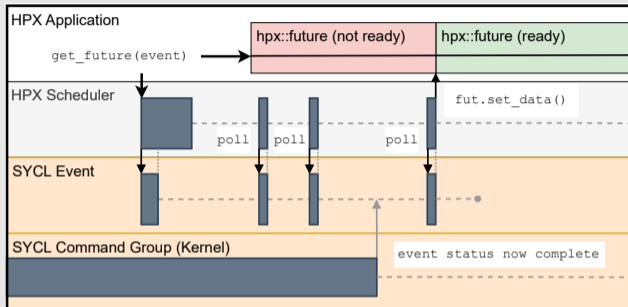 HPX Application
hpx::future (not ready)
hpx::future (ready)
get_future(event)
HPX Scheduler
fut.set_data()
poll
poll
poll
SYCL Event
SYCL Command Group (Kernel)
event status now complete